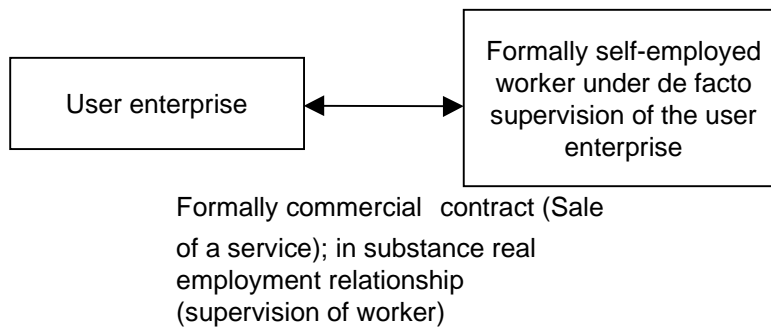 User enterprise
Formally self-employed
worker under de facto
supervision of the user
enterprise
Formally commercial contract (Sale
of a service); in substance real
employment relationship
(supervision of worker)